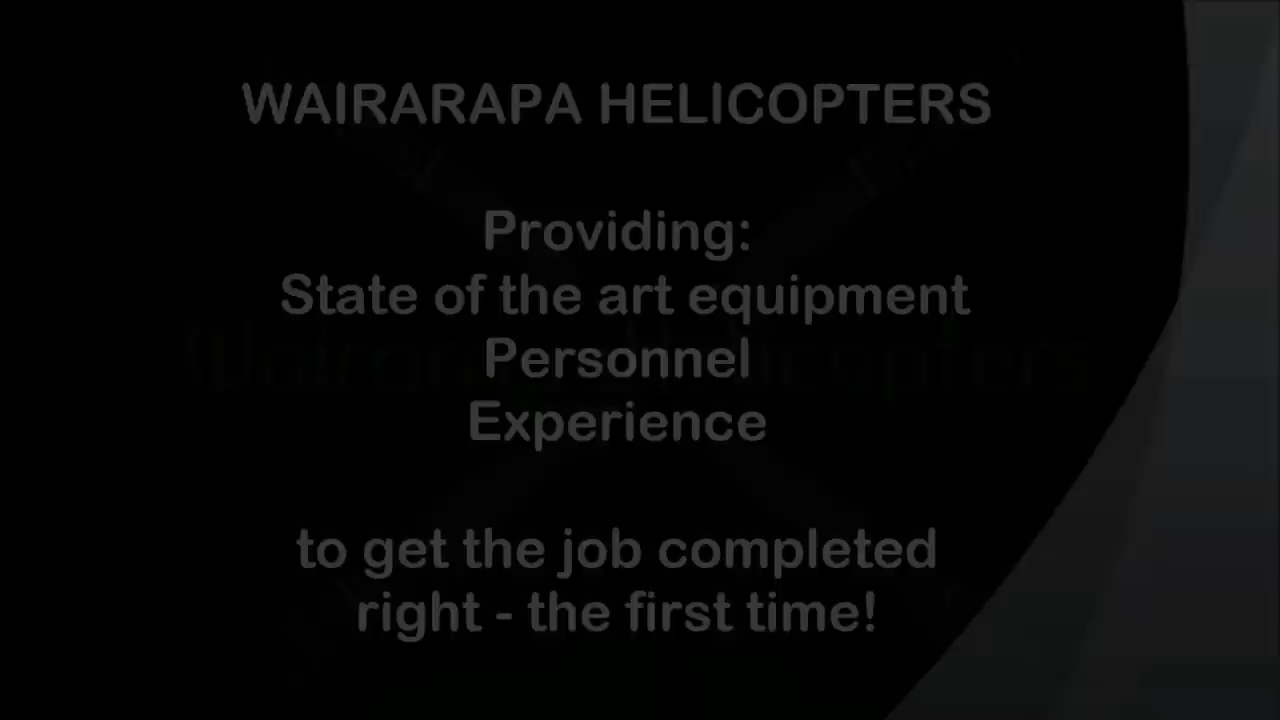 WAIRARAPA HELICOPTERS
Providing:
State of the art equipment
Personnel
Experience
to get the job completed
right - the first time!